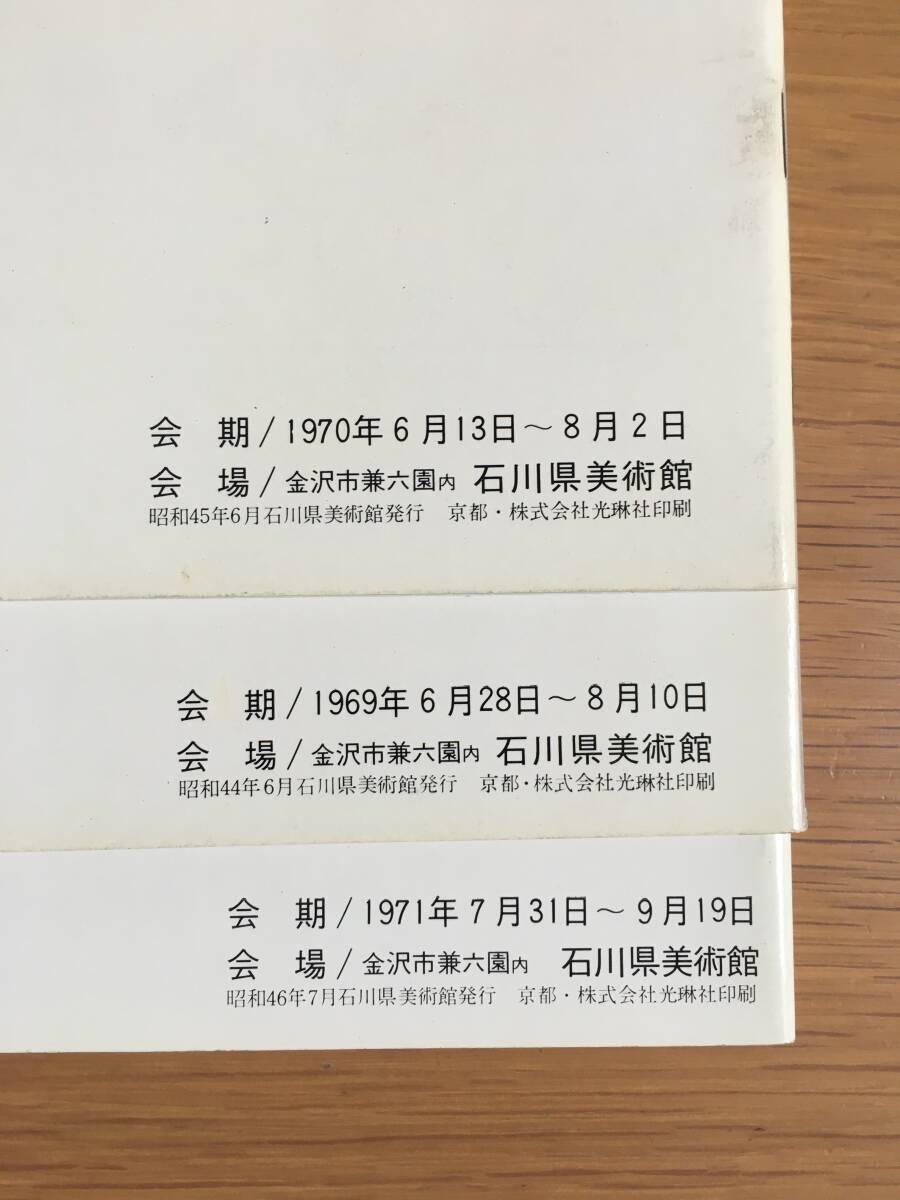 会　期/1970年6月13日～8月2日
会　場/金沢市兼六園内 石川県美術館
昭和45年6月石川県美術館発行　京都・株式会社光琳社印刷
会　期/1969年6月28日～8月10日
会　場/金沢市兼六園内 石川県美術館
昭和44年6月石川県美術館発行　京都・株式会社光琳社印刷
会　期/1971年7月31日～9月19日
会　場/金沢市兼六園内　石川県美術館
昭和46年7月石川県美術館発行　京都・株式会社光琳社印刷